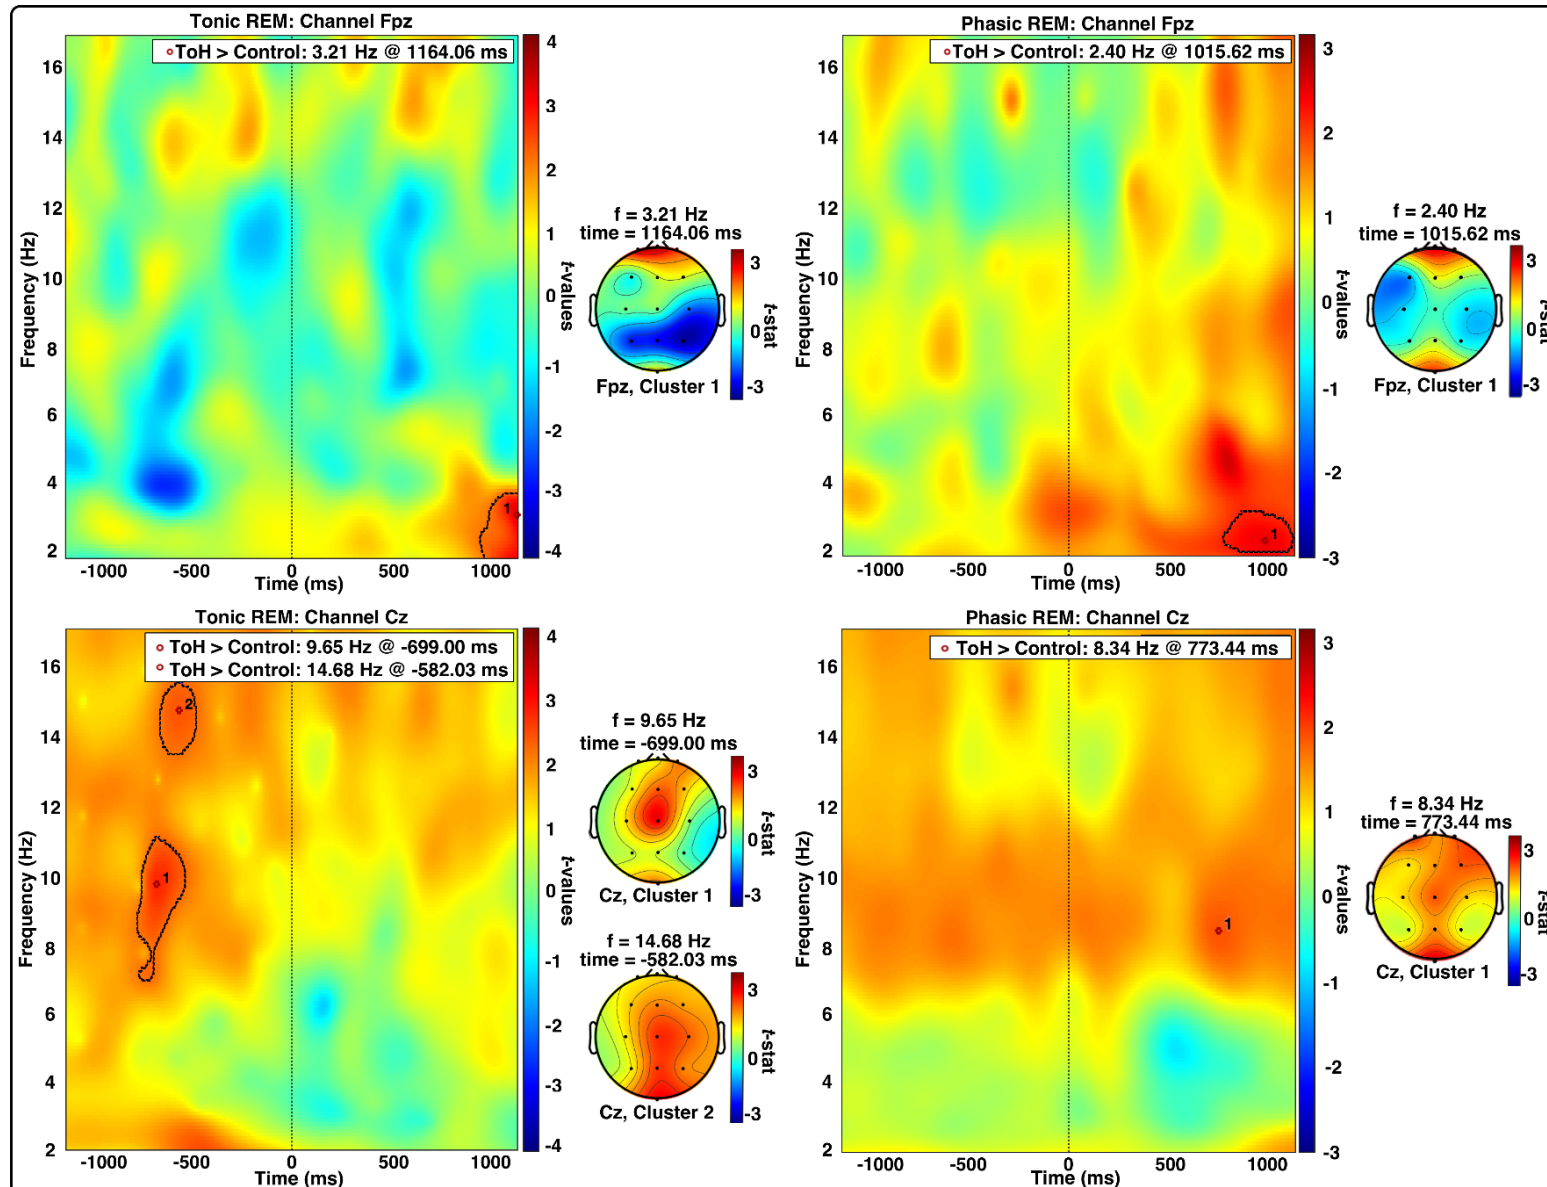 Tonic REM: Channel Fpz
ToH > Control: 3.21 Hz @ 1164.06 ms
16
14
12
10
8
6
4
2
Frequency (Hz)
-1000
-500
0
500
1000
Time (ms)
4
3
2
1
0
-1
-2
-3
-4
t-values
f = 3.21 Hz
time = 1164.06 ms
3
0
-3
t-stat
Fpz, Cluster 1
1
Phasic REM: Channel Fpz
ToH > Control: 2.40 Hz @ 1015.62 ms
16
14
12
10
8
6
4
2
Frequency (Hz)
-1000
-500
0
500
1000
Time (ms)
3
2
1
0
-1
-2
-3
t-values
f = 2.40 Hz
time = 1015.62 ms
3
0
-3
t-stat
Fpz, Cluster 1
1
Tonic REM: Channel Cz
ToH > Control: 9.65 Hz @ -699.00 ms
ToH > Control: 14.68 Hz @ -582.03 ms
16
14
12
10
8
6
4
2
Frequency (Hz)
-1000
-500
0
500
1000
Time (ms)
2
1
4
3
2
1
0
-1
-2
-3
-4
t-values
f = 9.65 Hz
time = -699.00 ms
3
0
-3
t-stat
Cz, Cluster 1
f = 14.68 Hz
time = -582.03 ms
3
0
-3
t-stat
Cz, Cluster 2
Phasic REM: Channel Cz
ToH > Control: 8.34 Hz @ 773.44 ms
16
14
12
10
8
6
4
2
Frequency (Hz)
-1000
-500
0
500
1000
Time (ms)
1
3
2
1
0
-1
-2
-3
t-values
f = 8.34 Hz
time = 773.44 ms
3
0
-3
t-stat
Cz, Cluster 1